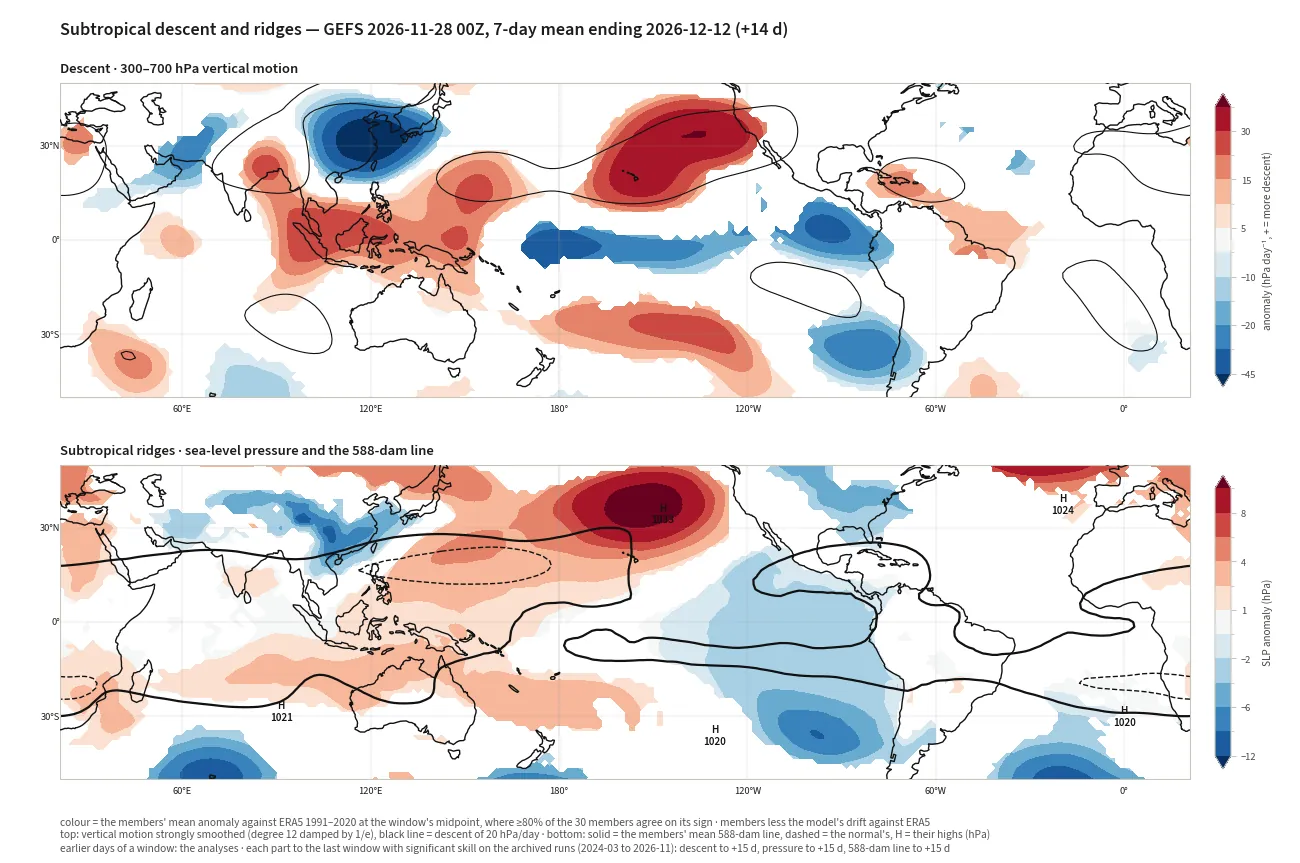 Subtropical descent and ridges — GEFS 2026-11-28 00Z, 7-day mean ending 2026-12-12 (+14 d)
Descent · 300–700 hPa vertical motion
30°N
0°
30°S
60°E
120°E
180°
120°W
60°W
0°
30
15
5
−10
−20
−45
anomaly (hPa day⁻¹, + = more descent)
Subtropical ridges · sea-level pressure and the 588-dam line
30°N
0°
30°S
H
1033
H
1024
H
1021
H
1020
H
1020
60°E
120°E
180°
120°W
60°W
0°
8
4
1
−2
−6
−12
SLP anomaly (hPa)
colour = the members' mean anomaly against ERA5 1991–2020 at the window's midpoint, where ≥80% of the 30 members agree on its sign · members less the model's drift against ERA5
top: vertical motion strongly smoothed (degree 12 damped by 1/e), black line = descent of 20 hPa/day · bottom: solid = the members' mean 588-dam line, dashed = the normal's, H = their highs (hPa)
earlier days of a window: the analyses · each part to the last window with significant skill on the archived runs (2024-03 to 2026-11): descent to +15 d, pressure to +15 d, 588-dam line to +15 d